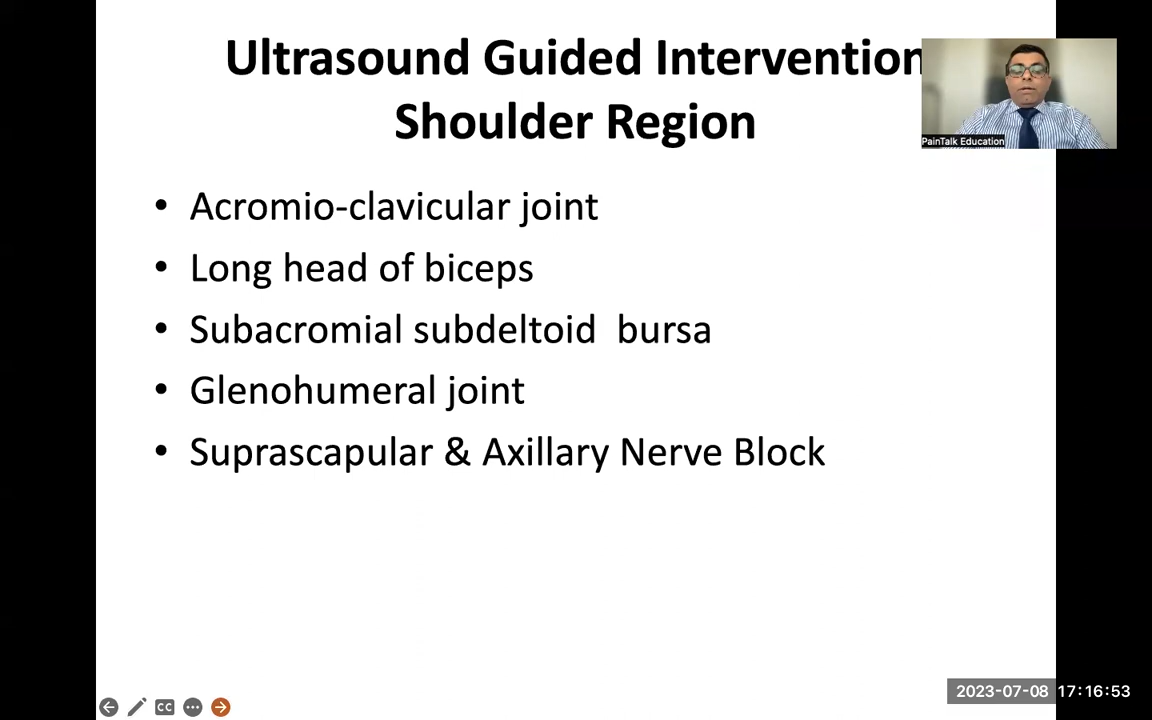 Ultrasound Guided Intervention
Shoulder Region
PainTalk Education
• Acromio-clavicular joint
• Long head of biceps
• Subacromial subdeltoid  bursa
• Glenohumeral joint
• Suprascapular & Axillary Nerve Block
CC
2023-07-08 17:16:53